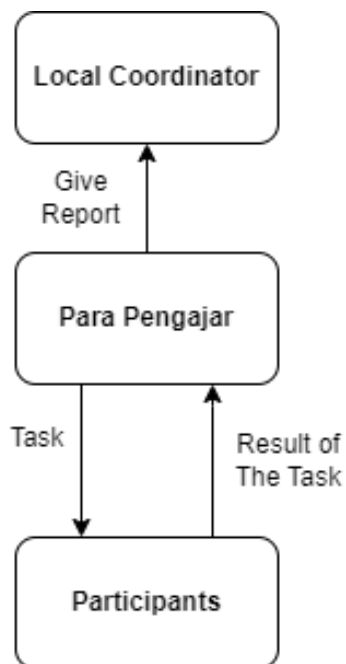 Local Coordinator
Give
Report
Para Pengajar
Task
Result of
The Task
Participants